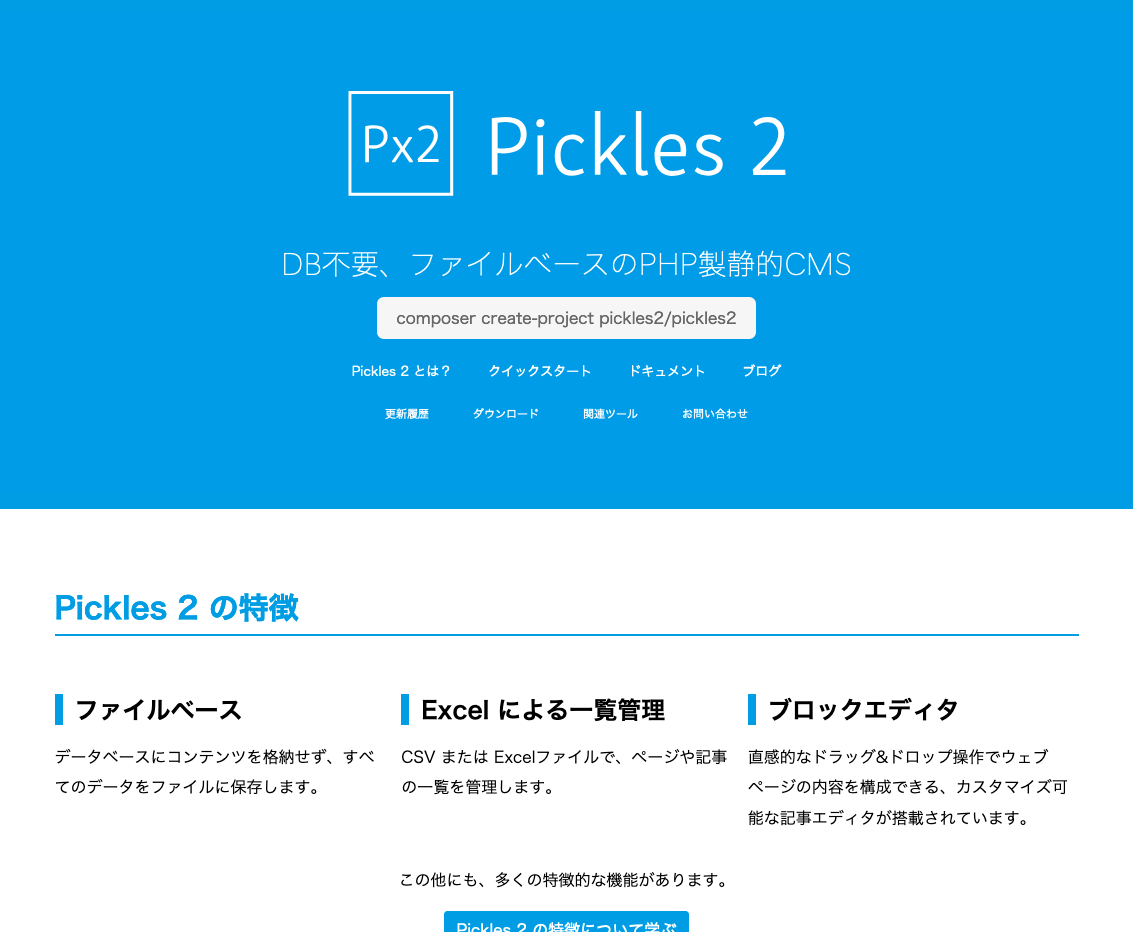 Px2 Pickles 2
DB不要、ファイルベースのPHP製静的CMS
composer create-project pickles2/pickles2
Pickles 2 とは？ クイックスタート ドキュメント ブログ
更新履歴 ダウンロード 関連ツール お問い合わせ
Pickles 2 の特徴
ファイルベース
データベースにコンテンツを格納せず、すべ
てのデータをファイルに保存します。
Excel による一覧管理
CSV または Excelファイルで、ページや記事
の一覧を管理します。
ブロックエディタ
直感的なドラッグ&ドロップ操作でウェブ
ページの内容を構成できる、カスタマイズ可
能な記事エディタが搭載されています。
この他にも、多くの特徴的な機能があります。
Pickles 2 の特徴について学ぶ